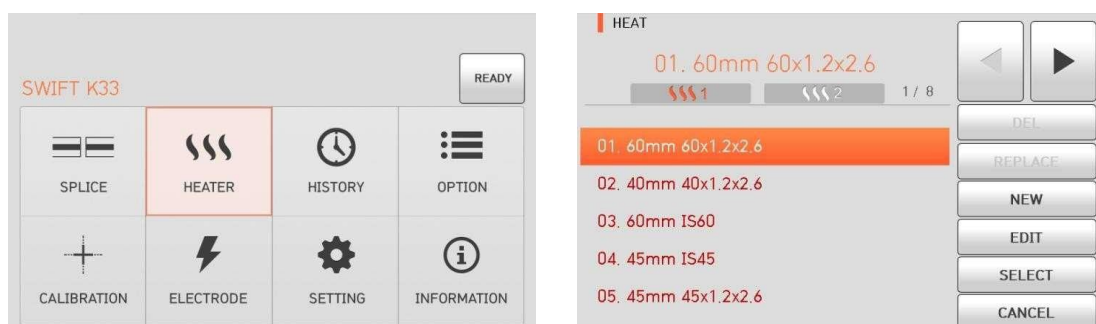 SWIFT K33
READY
SPLICE
HEATER
HISTORY
OPTION
CALIBRATION
ELECTRODE
SETTING
INFORMATION
HEAT
01. 60mm 60x1.2x2.6
1
2
1 / 8
01. 60mm 60x1.2x2.6
02. 40mm 40x1.2x2.6
03. 60mm IS60
04. 45mm IS45
05. 45mm 45x1.2x2.6
DEL
REPLACE
NEW
EDIT
SELECT
CANCEL